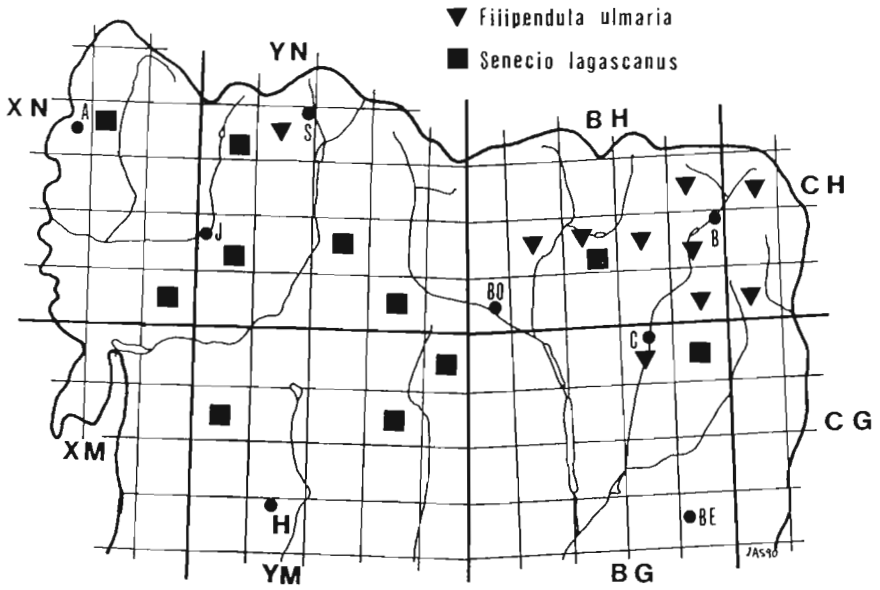 Filipendula ulmaria
Senecio lagascanus
YN
XN
A
S
BH
CH
J
B
BO
C
CG
XM
H
BE
YM
BG
JAS90